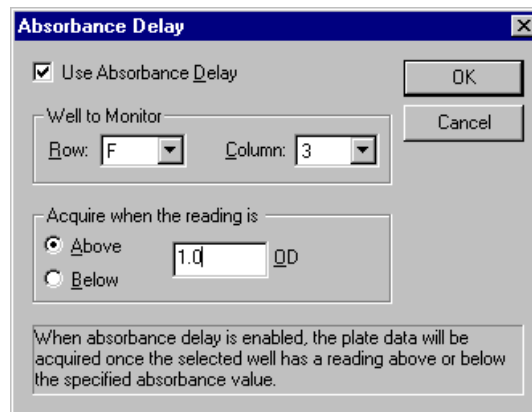 Absorbance Delay
Use Absorbance Delay
OK
Well to Monitor
Cancel
Row: F Column: 3
Acquire when the reading is
Above
1.0 OD
Below
When absorbance delay is enabled, the plate data will be
acquired once the selected well has a reading above or below
the specified absorbance value.